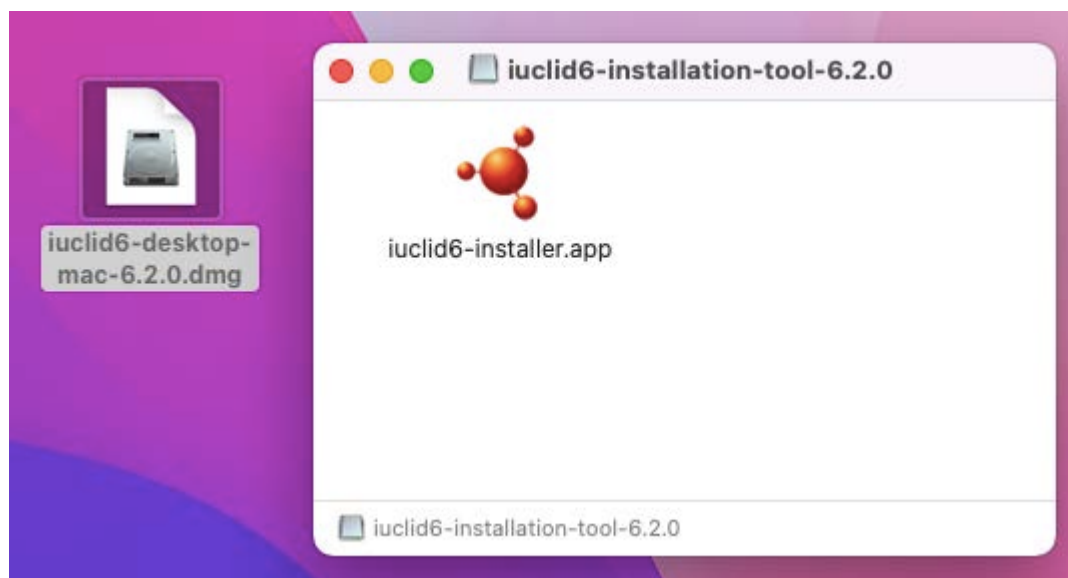 iuclid6-desktop-
mac-6.2.0.dmg
iuclid6-installation-tool-6.2.0
iuclid6-installer.app
iuclid6-installation-tool-6.2.0